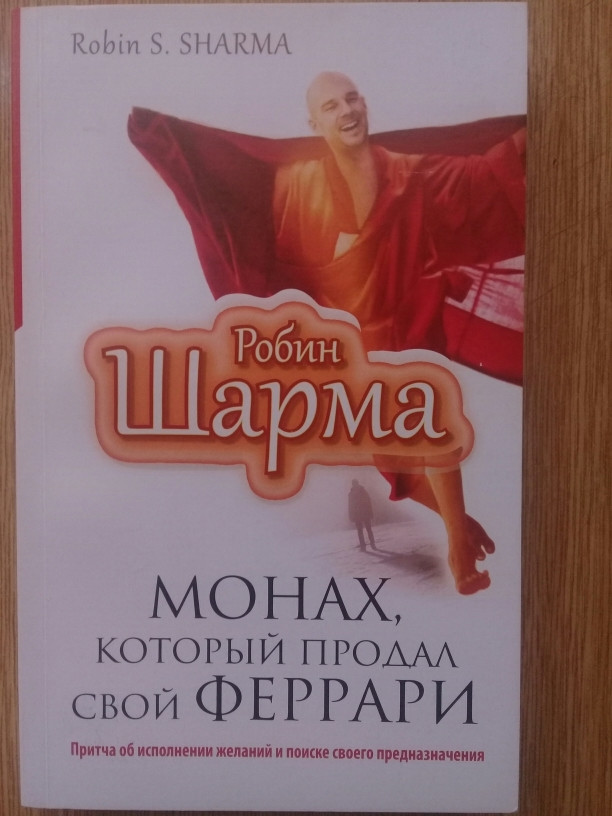 Robin S. SHARMA
Робин
Шарма
МОНАХ,
КОТОРЫЙ ПРОДАЛ
СВОЙ ФЕРРАРИ
Притча об исполнении желаний и поиске своего предназначения